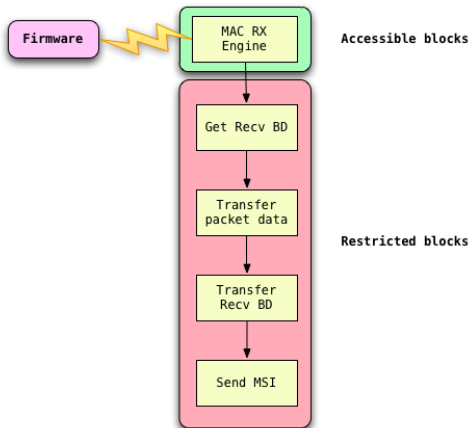 Firmware
MAC RX
Engine
Accessible blocks
Get Recv BD
Transfer
packet data
Restricted blocks
Transfer
Recv BD
Send MSI